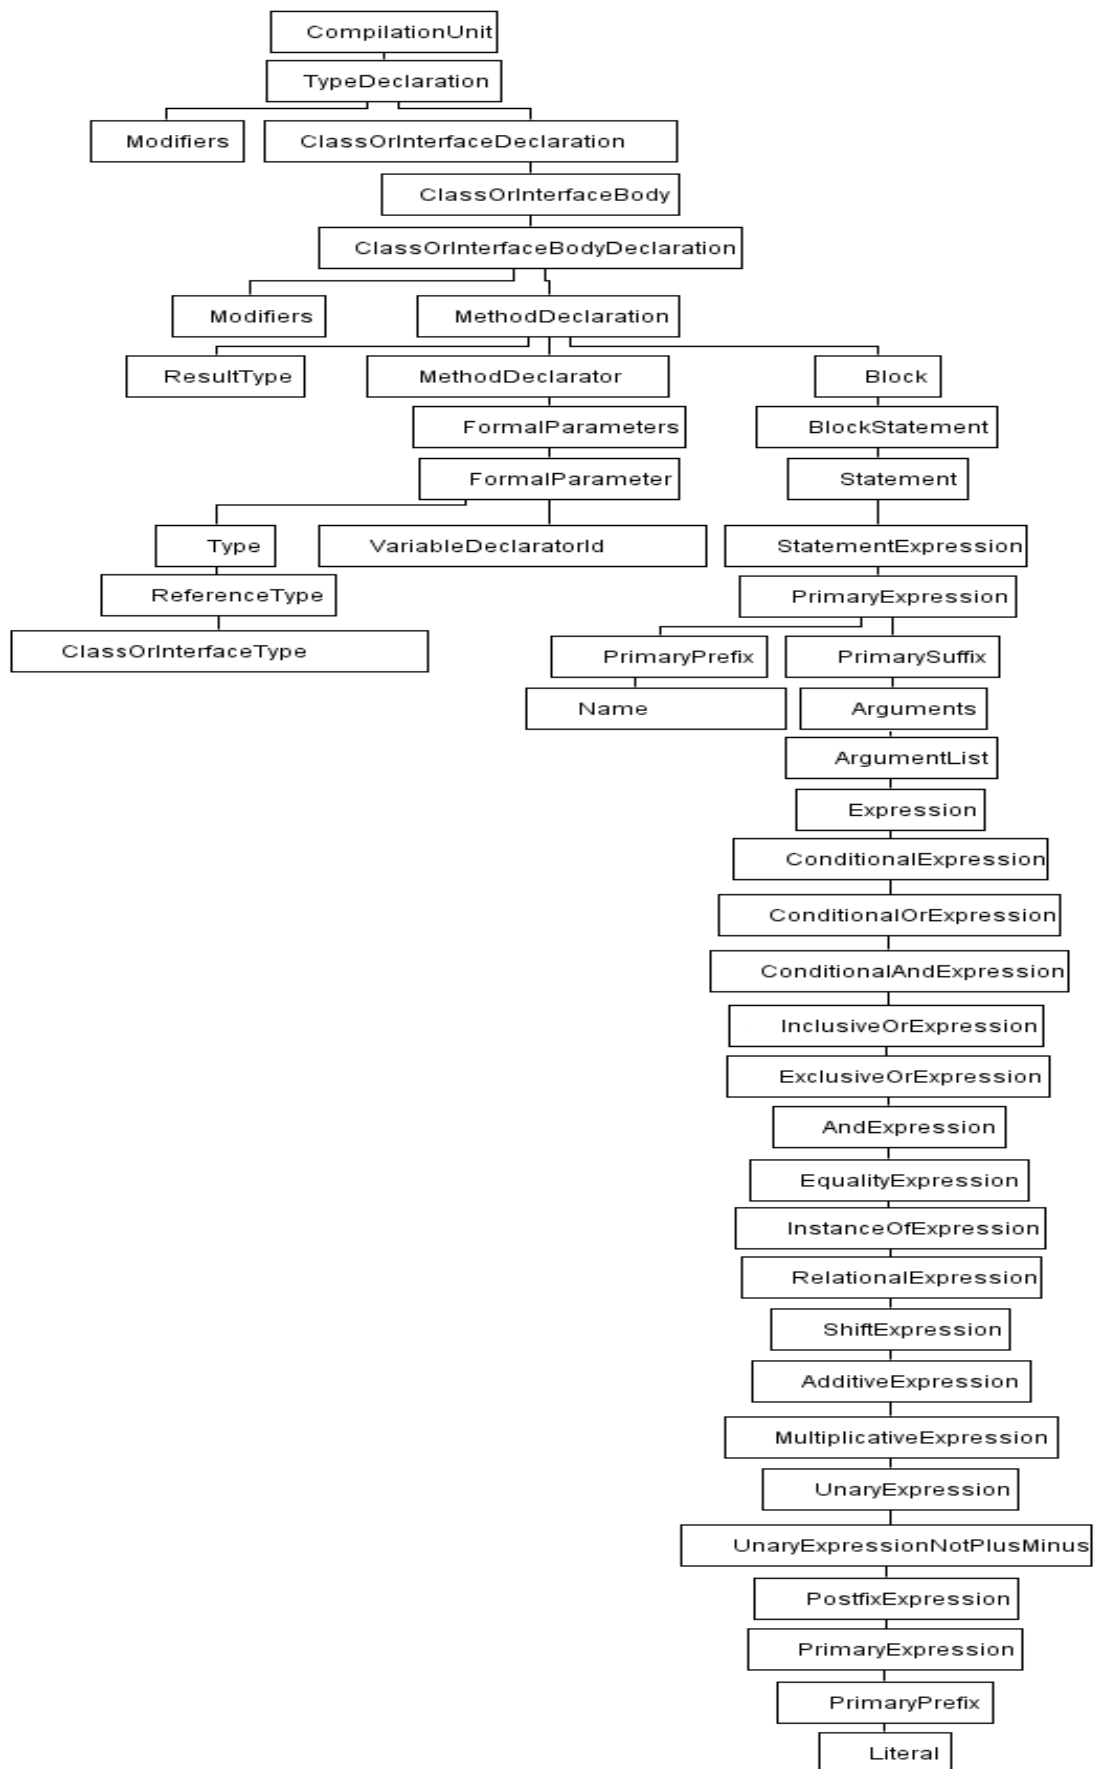 CompilationUnit
TypeDeclaration
Modifiers
ClassOrInterfaceDeclaration
ClassOrInterfaceBody
ClassOrInterfaceBodyDeclaration
Modifiers
MethodDeclaration
ResultType
MethodDeclarator
Block
FormalParameters
BlockStatement
FormalParameter
Statement
Type
VariableDeclaratorId
StatementExpression
ReferenceType
PrimaryExpression
ClassOrInterfaceType
PrimaryPrefix
PrimarySuffix
Name
Arguments
ArgumentList
Expression
ConditionalExpression
ConditionalOrExpression
ConditionalAndExpression
InclusiveOrExpression
ExclusiveOrExpression
AndExpression
EqualityExpression
InstanceOfExpression
RelationalExpression
ShiftExpression
AdditiveExpression
MultiplicativeExpression
UnaryExpression
UnaryExpressionNotPlusMinus
PostfixExpression
PrimaryExpression
PrimaryPrefix
Literal